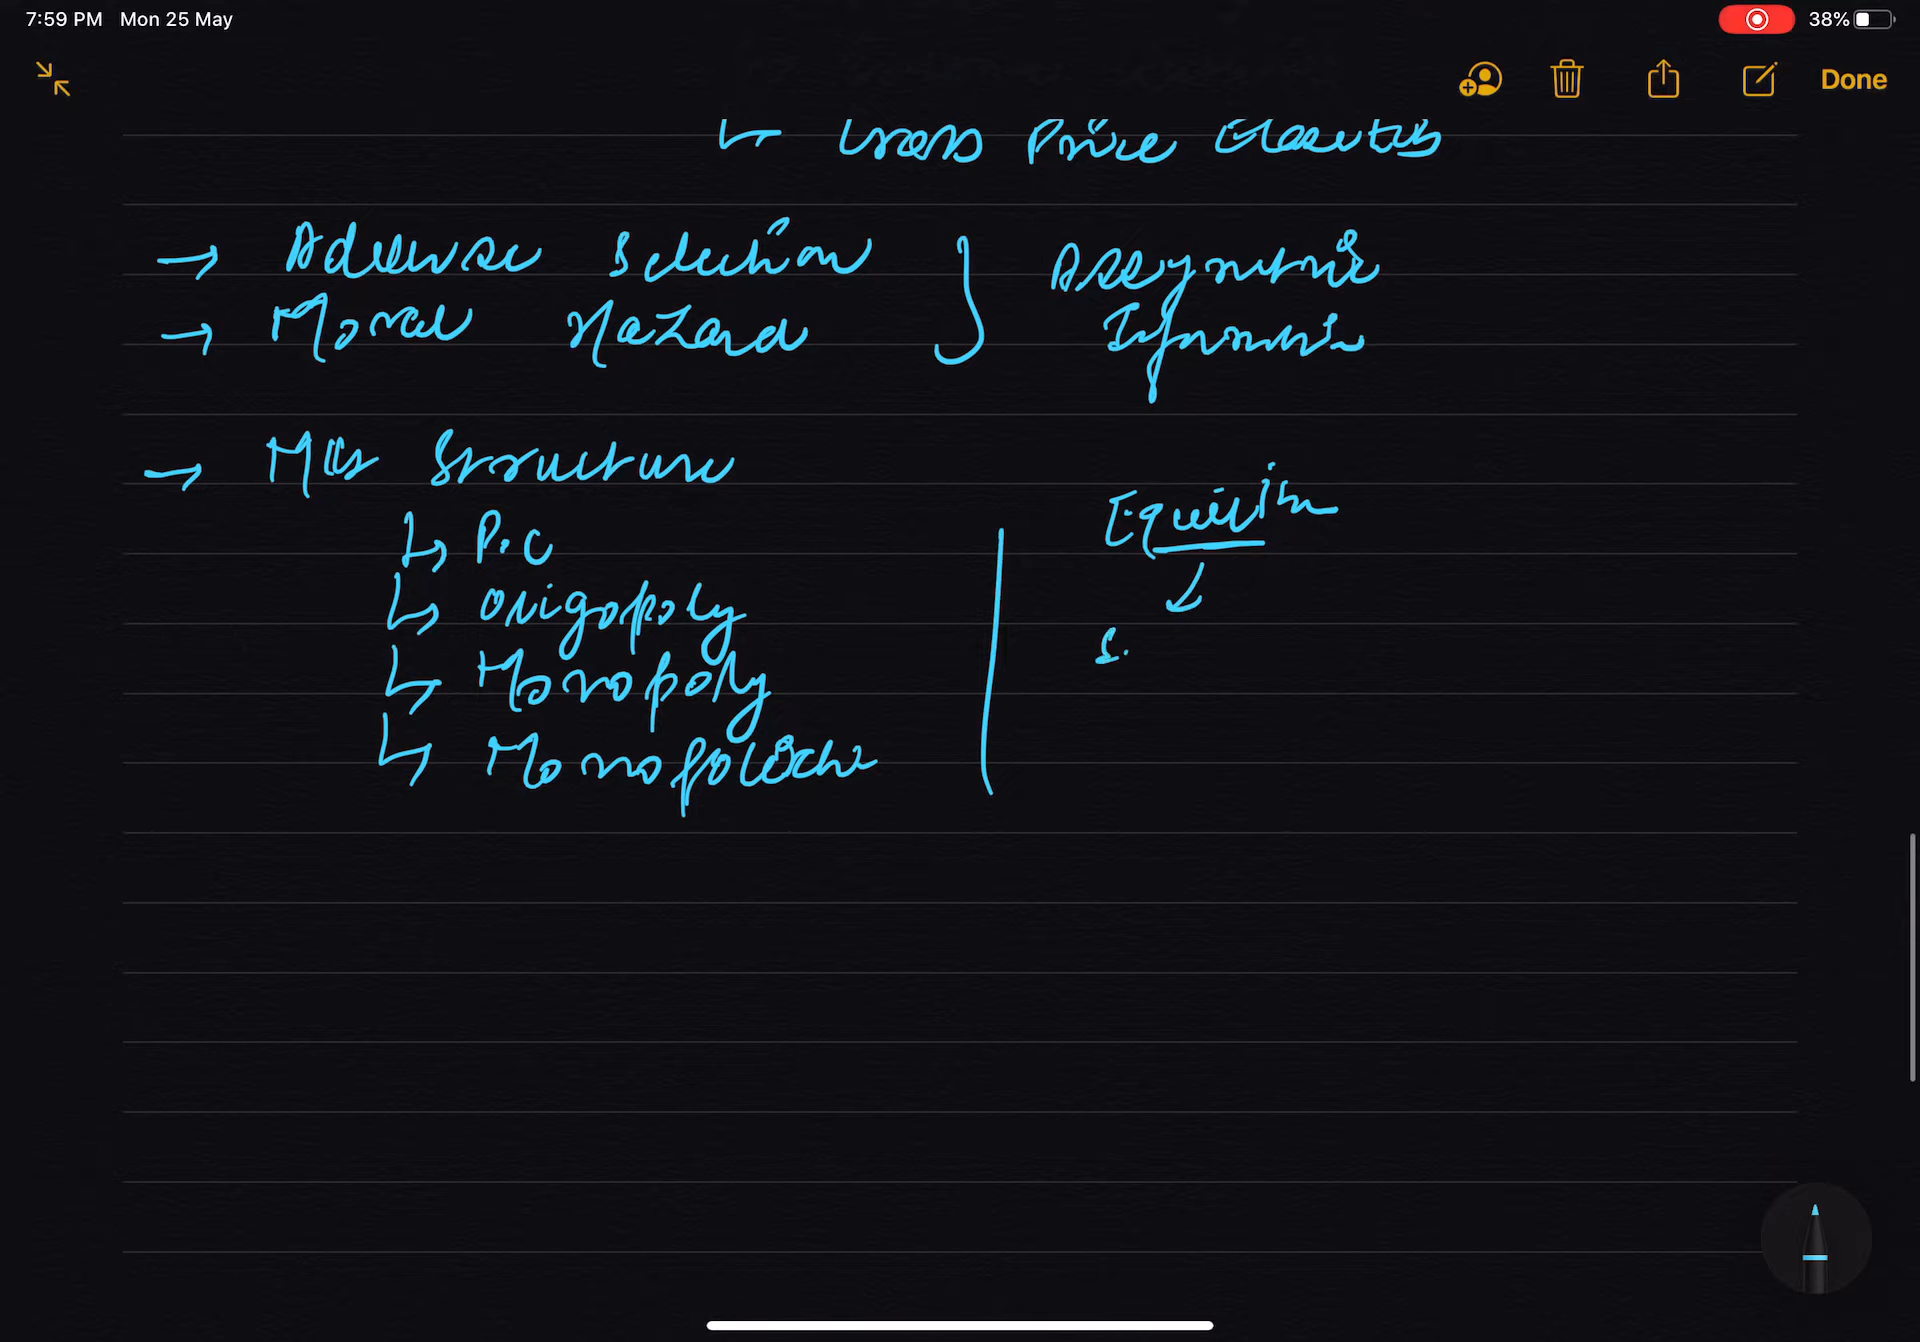 7:59 PM Mon 25 May
38%
Done
↳ Cross Price Elasticity
→ Adverse Selection } Assymetric
→ Moral Hazard Information
→ Mkt Structure
↳ P.C
↳ Oligopoly
↳ Monopoly
↳ Monopolistic
Equilibrium
↓
S.